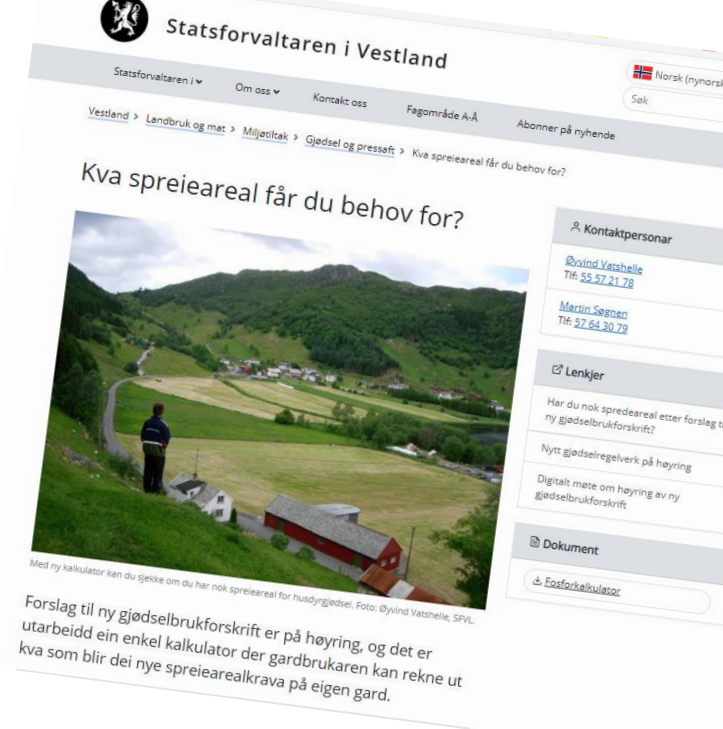 Statsforvaltaren i Vestland
Norsk (nynorsk
Søk
Statsforvaltaren i
Om oss
Kontakt oss
Fagområde A-Å
Abonner på nyhende
Vestland > Landbruk og mat > Miljøtiltak > Gjødsel og pressaft > Kva spreieareal får du behov for?
Kva spreieareal får du behov for?
Med ny kalkulator kan du sjekke om du har nok spreieareal for husdyrgjødsel. Foto: Øyvind Vatshelle, SFVL.
Forslag til ny gjødselbrukforskrift er på høyring, og det er
utarbeidd ein enkel kalkulator der gardbrukaren kan rekne ut
kva som blir dei nye spreiearealkrava på eigen gard.
Kontaktpersonar
Øyvind Vatshelle
Tlf: 55 57 21 78
Martin Søgnen
Tlf: 57 64 30 79
Lenkjer
Har du nok spredeareal etter forslag ti
ny gjødselbrukforskrift?
Nytt gjødselregelverk på høyring
Digitalt møte om høyring av ny
gjødselbrukforskrift
Dokument
Fosforkalkulator